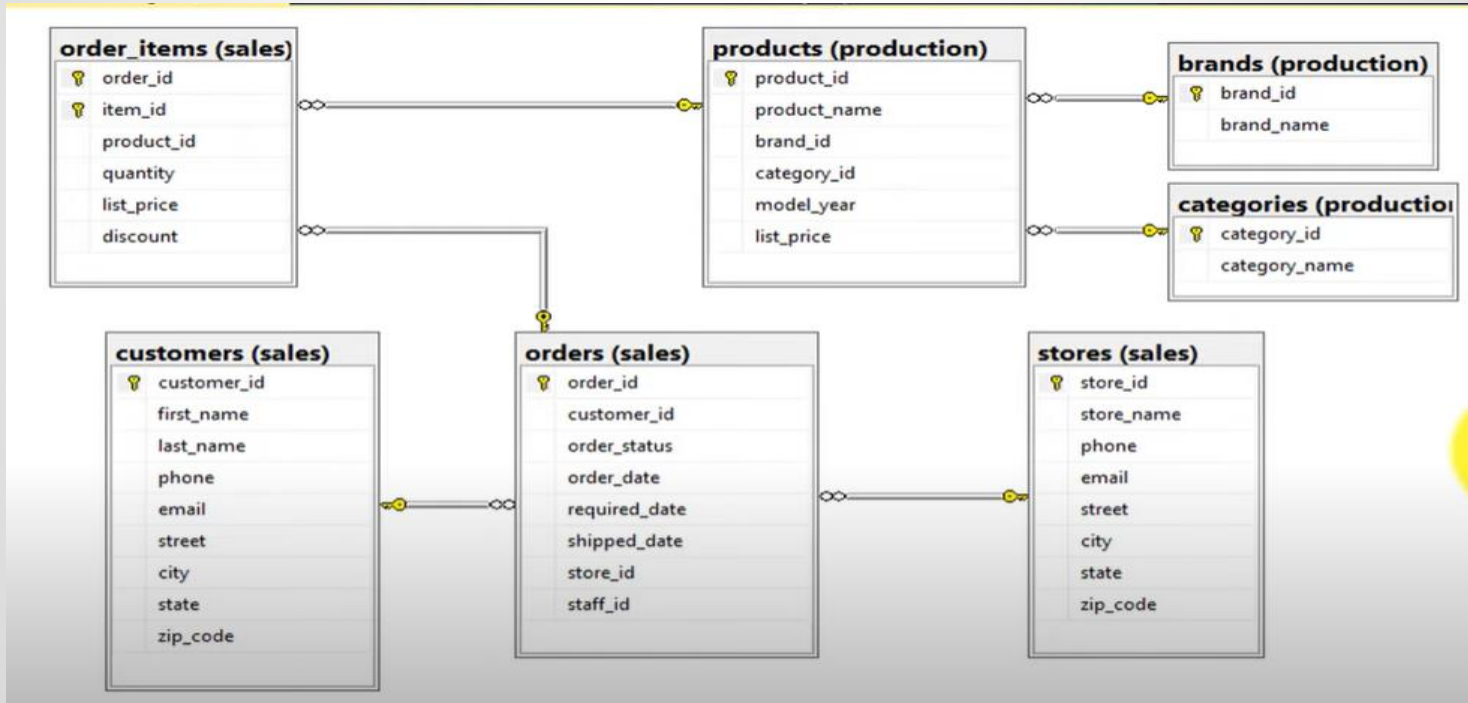 order_items (sales)
order_id
item_id
product_id
quantity
list_price
discount
products (production)
product_id
product_name
brand_id
category_id
model_year
list_price
brands (production)
brand_id
brand_name
categories (productio
category_id
category_name
customers (sales)
customer_id
first_name
last_name
phone
email
street
city
state
zip_code
orders (sales)
order_id
customer_id
order_status
order_date
required_date
shipped_date
store_id
staff_id
stores (sales)
store_id
store_name
phone
email
street
city
state
zip_code